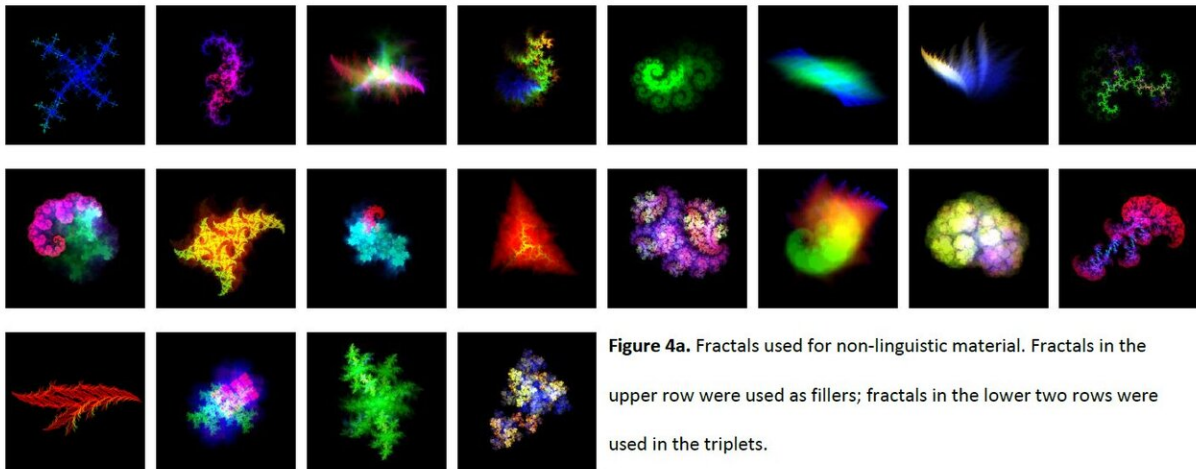 Figure 4a. Fractals used for non-linguistic material. Fractals in the
upper row were used as fillers; fractals in the lower two rows were
used in the triplets.